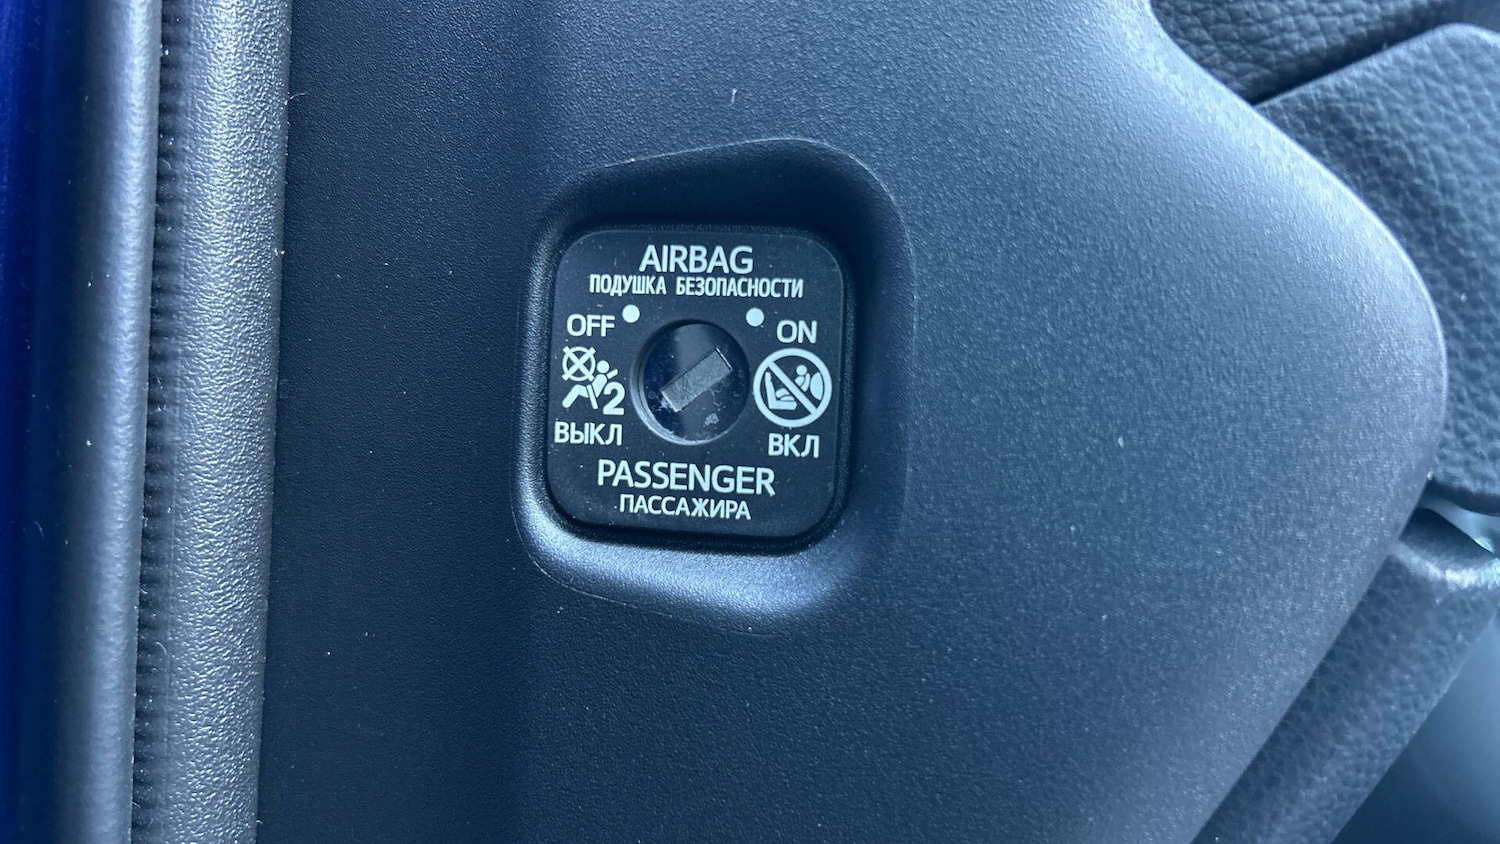 AIRBAG
ПОДУШКА БЕЗОПАСНОСТИ
OFF
ON
2
ВЫКЛ
ВКЛ
PASSENGER
ПАССАЖИРА